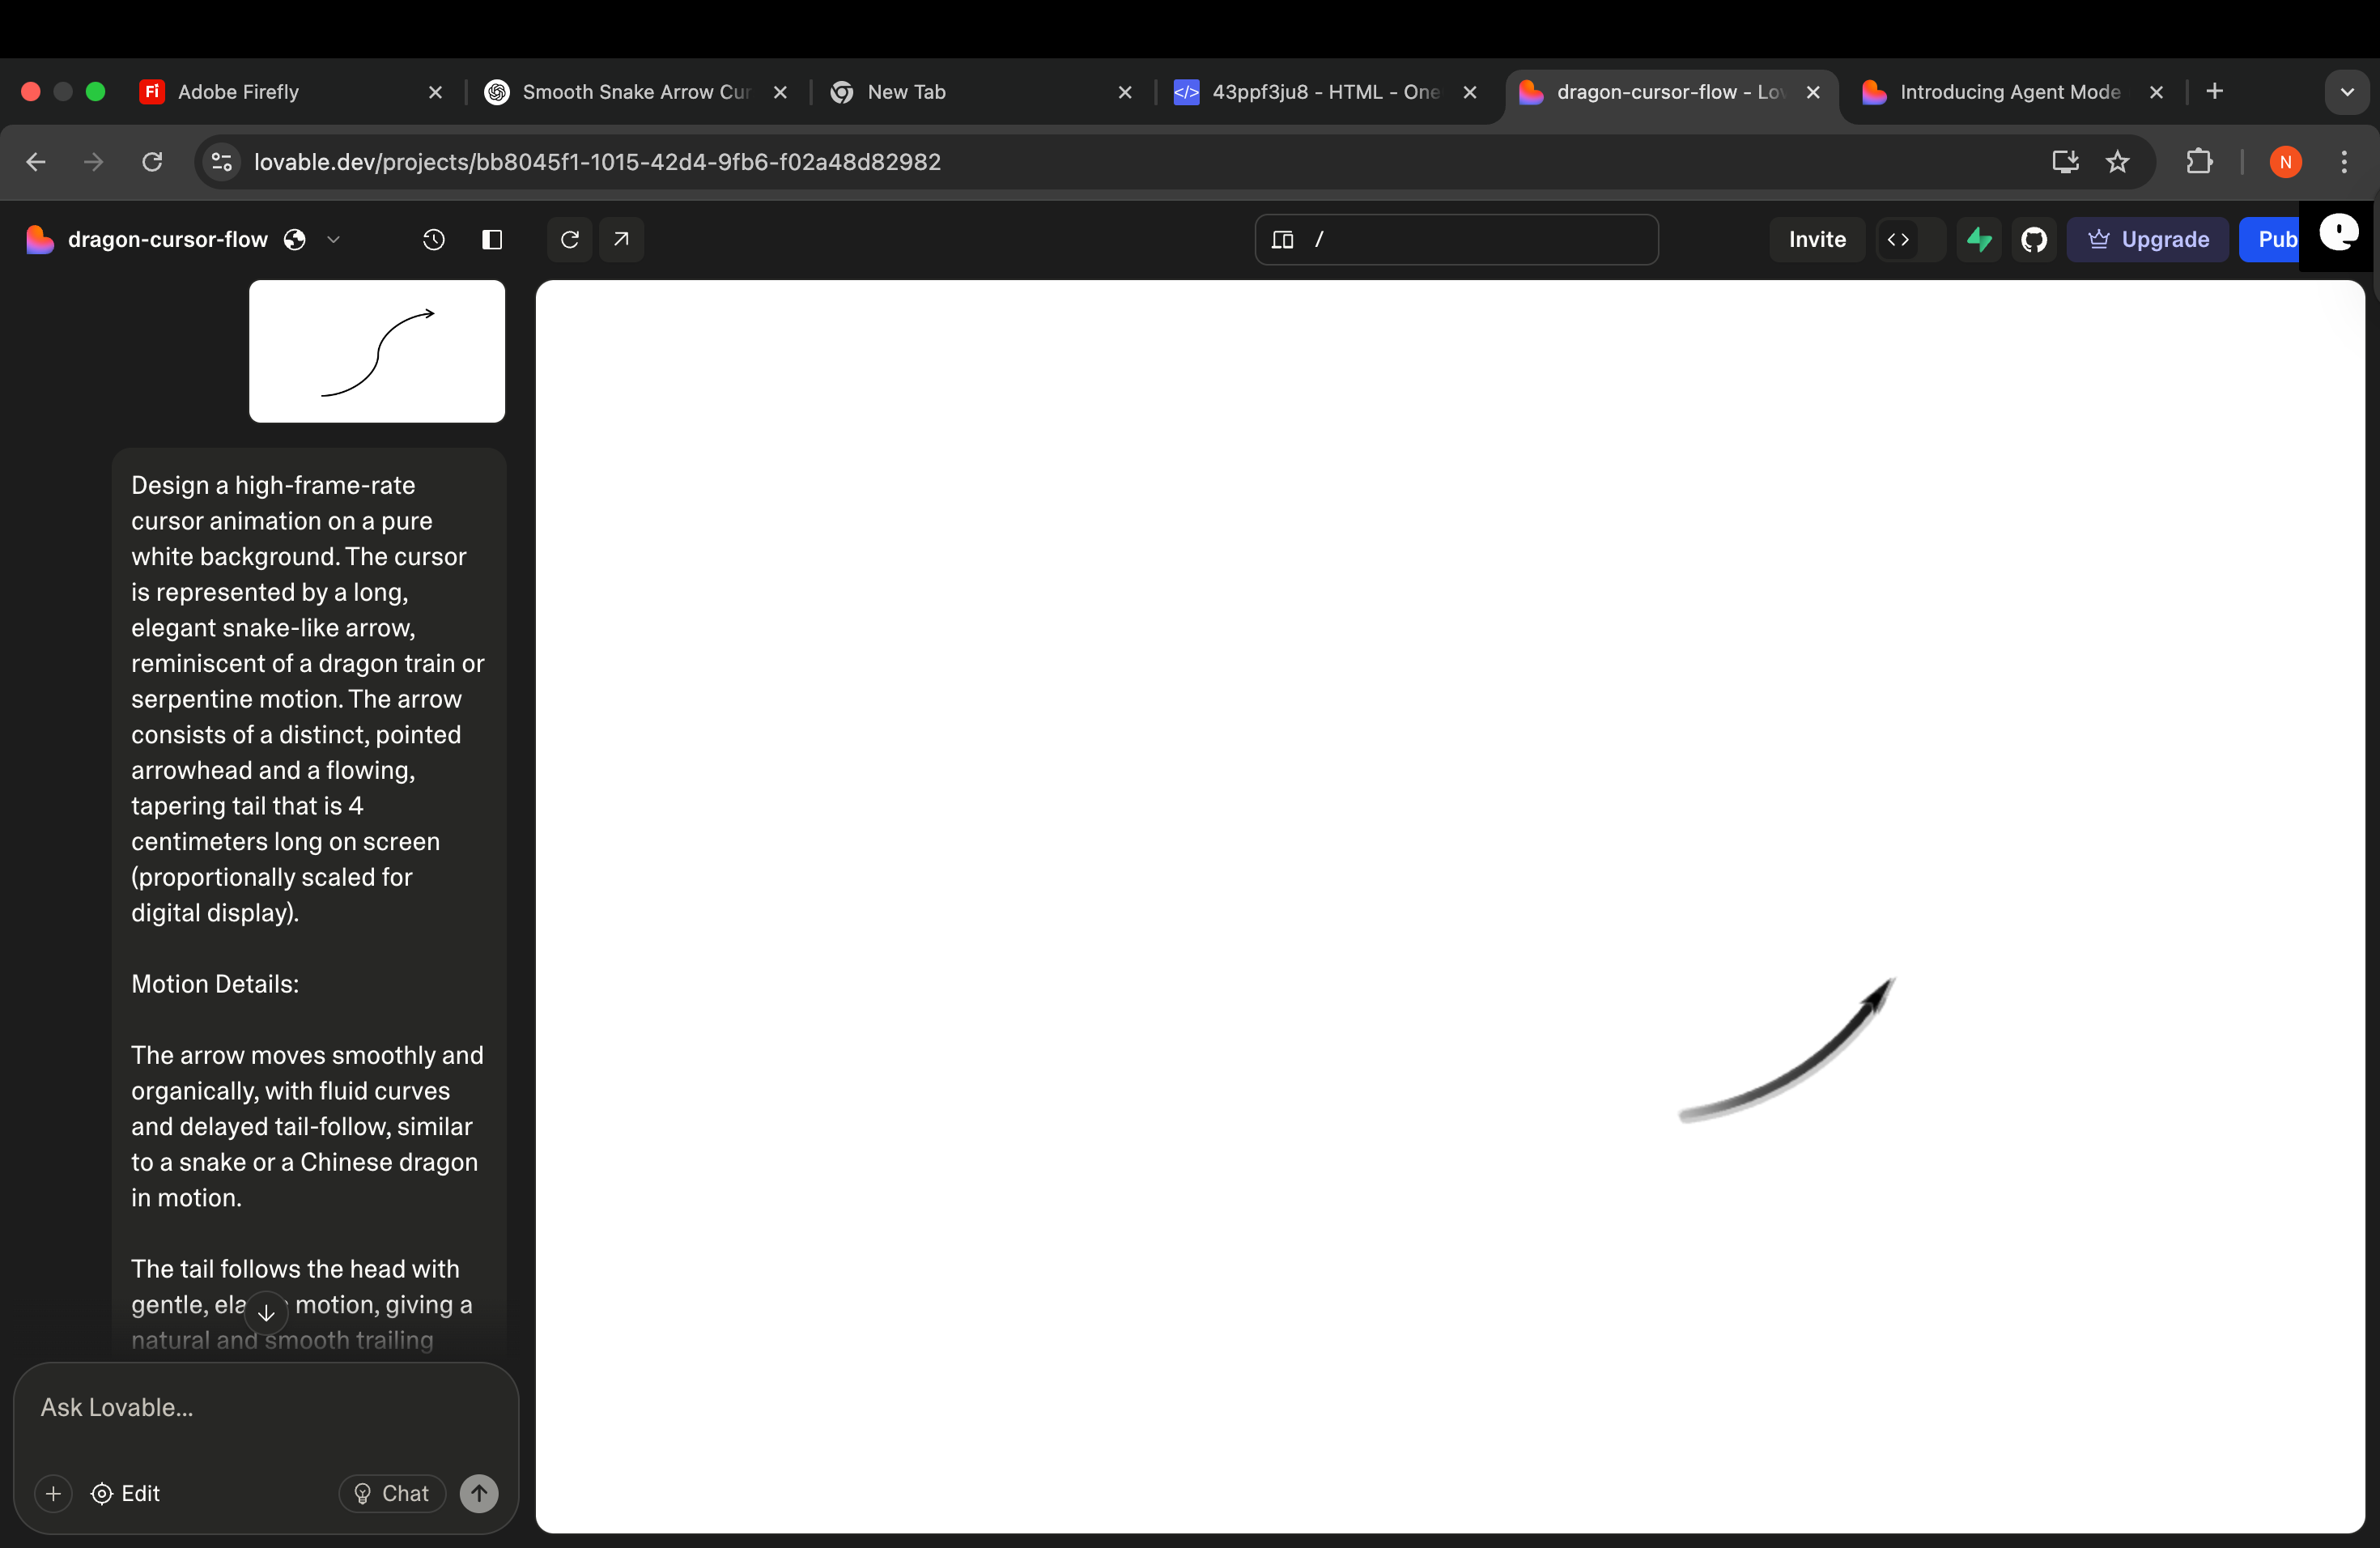 Fi Adobe Firefly
Smooth Snake Arrow Cur
New Tab
</> 43ppf3ju8 - HTML - One
dragon-cursor-flow - Lov
Introducing Agent Mode
lovable.dev/projects/bb8045f1-1015-42d4-9fb6-f02a48d82982
N
dragon-cursor-flow
/
Invite
<>
Upgrade
Pub
Design a high-frame-rate
cursor animation on a pure
white background. The cursor
is represented by a long,
elegant snake-like arrow,
reminiscent of a dragon train or
serpentine motion. The arrow
consists of a distinct, pointed
arrowhead and a flowing,
tapering tail that is 4
centimeters long on screen
(proportionally scaled for
digital display).
Motion Details:
The arrow moves smoothly and
organically, with fluid curves
and delayed tail-follow, similar
to a snake or a Chinese dragon
in motion.
The tail follows the head with
gentle, ela motion, giving a
natural and smooth trailing
Ask Lovable...
Edit
Chat